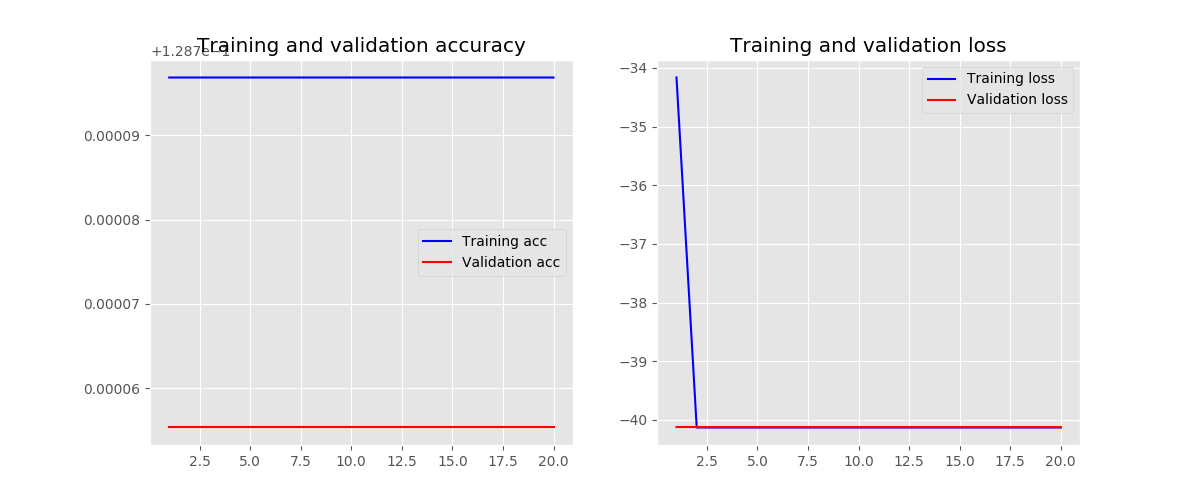 Training and validation accuracy
+1.287e−1
0.00009
0.00008
0.00007
0.00006
Training acc
Validation acc
2.5 5.0 7.5 10.0 12.5 15.0 17.5 20.0
Training and validation loss
−34
−35
−36
−37
−38
−39
−40
Training loss
Validation loss
2.5 5.0 7.5 10.0 12.5 15.0 17.5 20.0